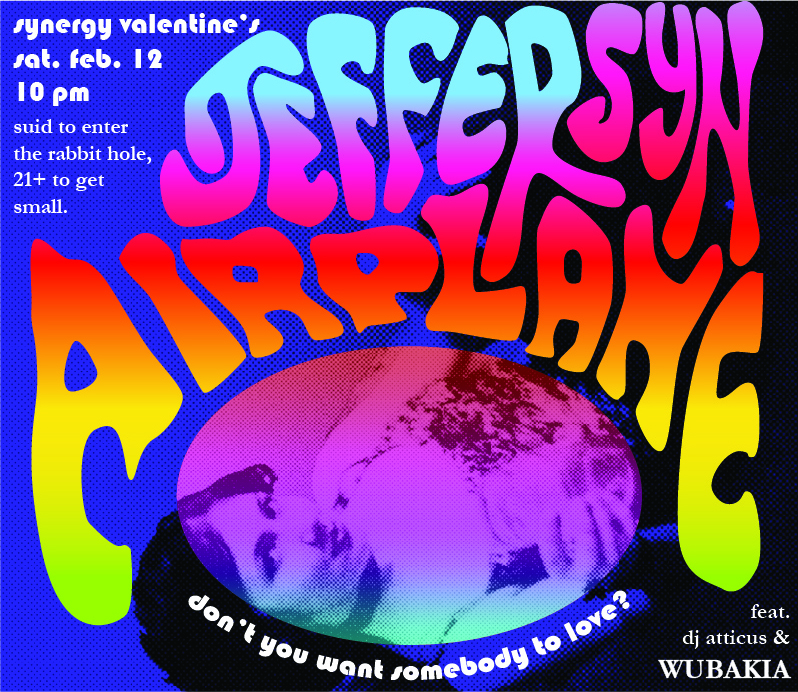 synergy valentine's
sat. feb. 12
10 pm
suid to enter
the rabbit hole,
21+ to get
small.
JEFFERSYN
AIRPLANE
don't you want somebody to love?
feat.
dj atticus &
WUBAKIA